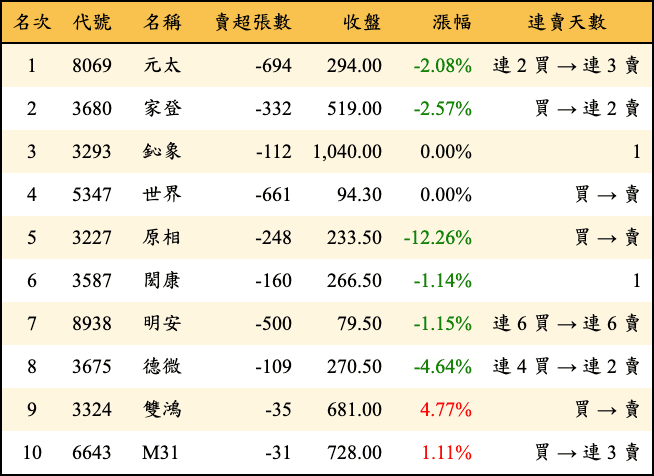 名次 代號 名稱 賣超張數 收盤 漲幅 連賣天數
1 8069 元太 -694 294.00 -2.08% 連 2 買 → 連 3 賣
2 3680 家登 -332 519.00 -2.57% 買 → 連 2 賣
3 3293 鈊象 -112 1,040.00 0.00% 1
4 5347 世界 -661 94.30 0.00% 買 → 賣
5 3227 原相 -248 233.50 -12.26% 買 → 賣
6 3587 閎康 -160 266.50 -1.14% 1
7 8938 明安 -500 79.50 -1.15% 連 6 買 → 連 6 賣
8 3675 德微 -109 270.50 -4.64% 連 4 買 → 連 2 賣
9 3324 雙鴻 -35 681.00 4.77% 買 → 賣
10 6643 M31 -31 728.00 1.11% 買 → 連 3 賣